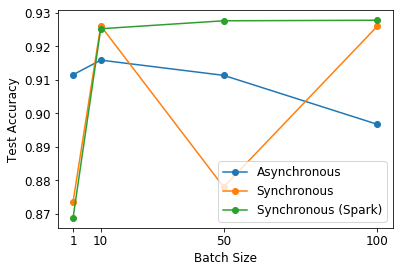 0.93
0.92
0.91
0.90
0.89
0.88
0.87
Test Accuracy
Asynchronous
Synchronous
Synchronous (Spark)
1 10 50 100
Batch Size